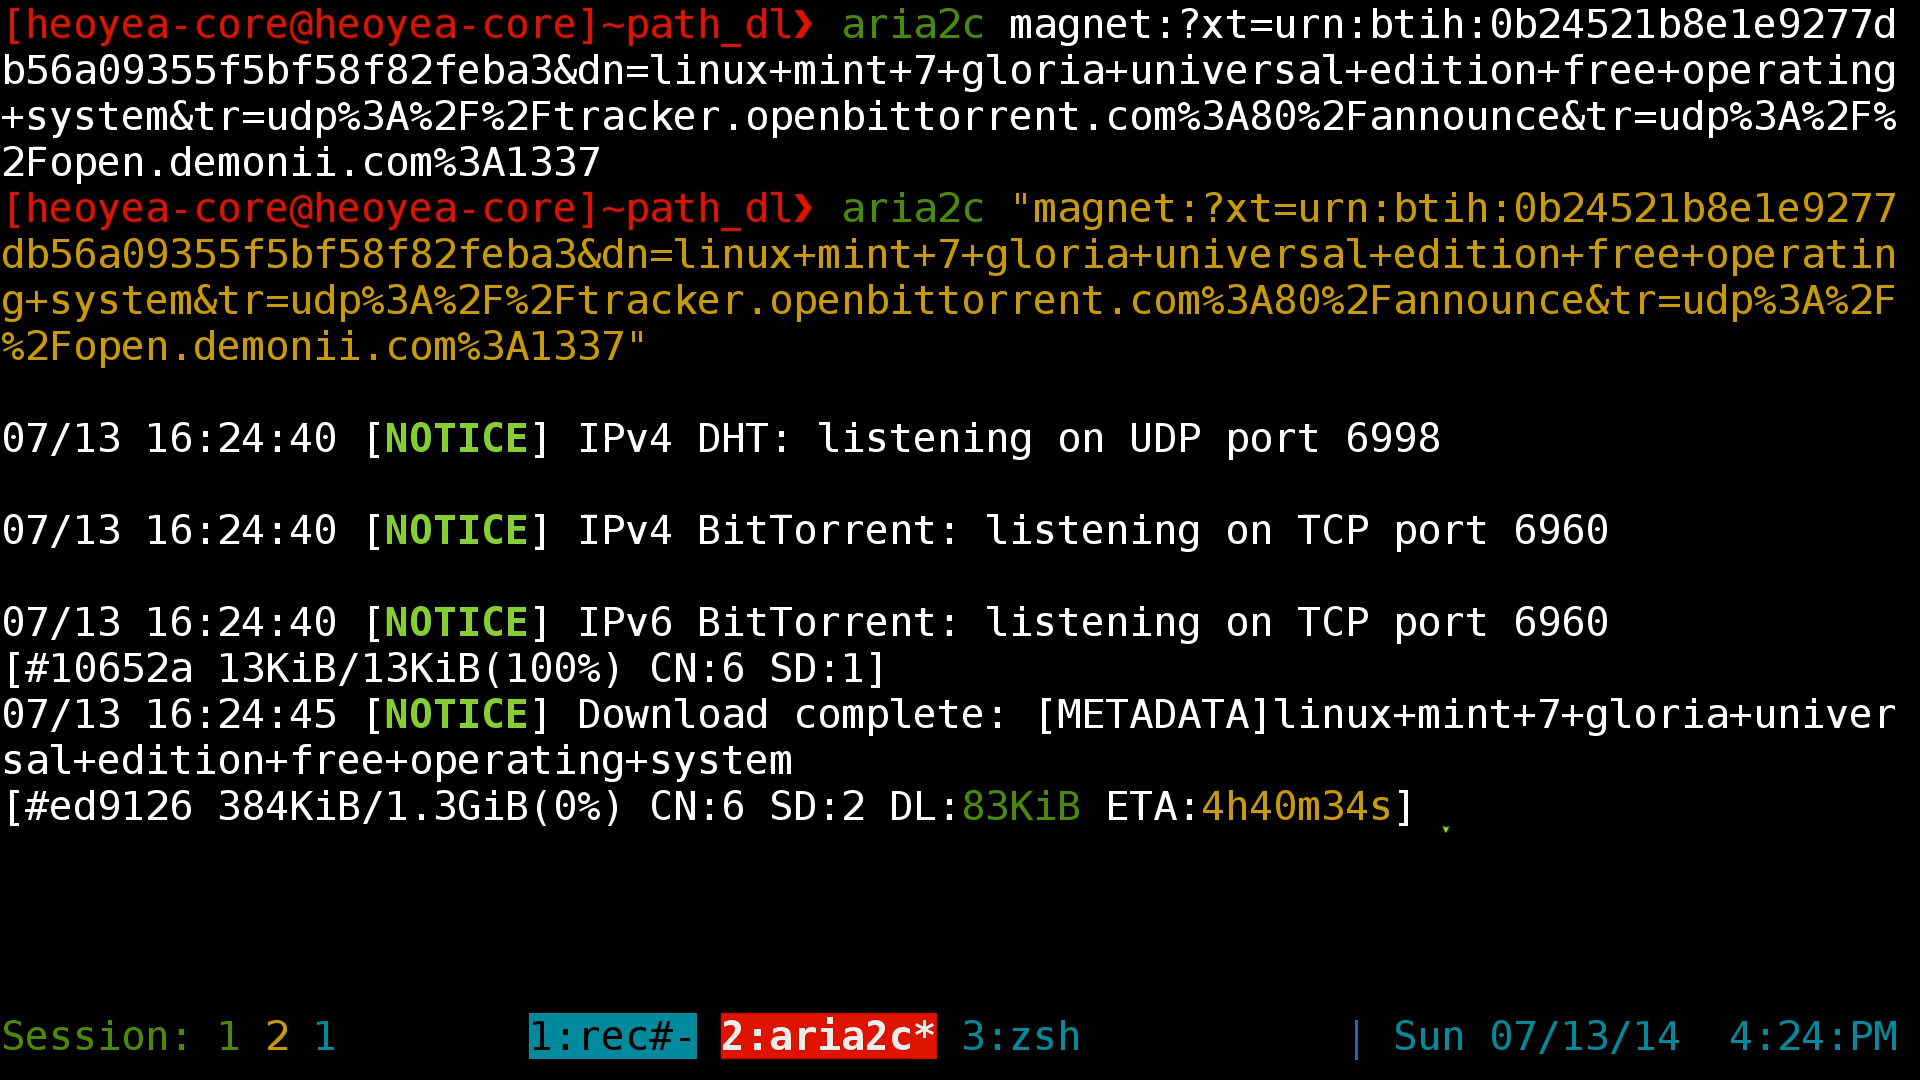 [heoyea-core@heoyea-core]~path_dl❯ aria2c magnet:?xt=urn:btih:0b24521b8e1e9277d
b56a09355f5bf58f82feba3&dn=linux+mint+7+gloria+universal+edition+free+operating
+system&tr=udp%3A%2F%2Ftracker.openbittorrent.com%3A80%2Fannounce&tr=udp%3A%2F%
2Fopen.demonii.com%3A1337
[heoyea-core@heoyea-core]~path_dl❯ aria2c "magnet:?xt=urn:btih:0b24521b8e1e9277
db56a09355f5bf58f82feba3&dn=linux+mint+7+gloria+universal+edition+free+operatin
g+system&tr=udp%3A%2F%2Ftracker.openbittorrent.com%3A80%2Fannounce&tr=udp%3A%2F
%2Fopen.demonii.com%3A1337"
07/13 16:24:40 [NOTICE] IPv4 DHT: listening on UDP port 6998
07/13 16:24:40 [NOTICE] IPv4 BitTorrent: listening on TCP port 6960
07/13 16:24:40 [NOTICE] IPv6 BitTorrent: listening on TCP port 6960
[#10652a 13KiB/13KiB(100%) CN:6 SD:1]
07/13 16:24:45 [NOTICE] Download complete: [METADATA]linux+mint+7+gloria+univer
sal+edition+free+operating+system
[#ed9126 384KiB/1.3GiB(0%) CN:6 SD:2 DL:83KiB ETA:4h40m34s]
Session: 1 2 1 1:rec#- 2:aria2c* 3:zsh | Sun 07/13/14 4:24:PM